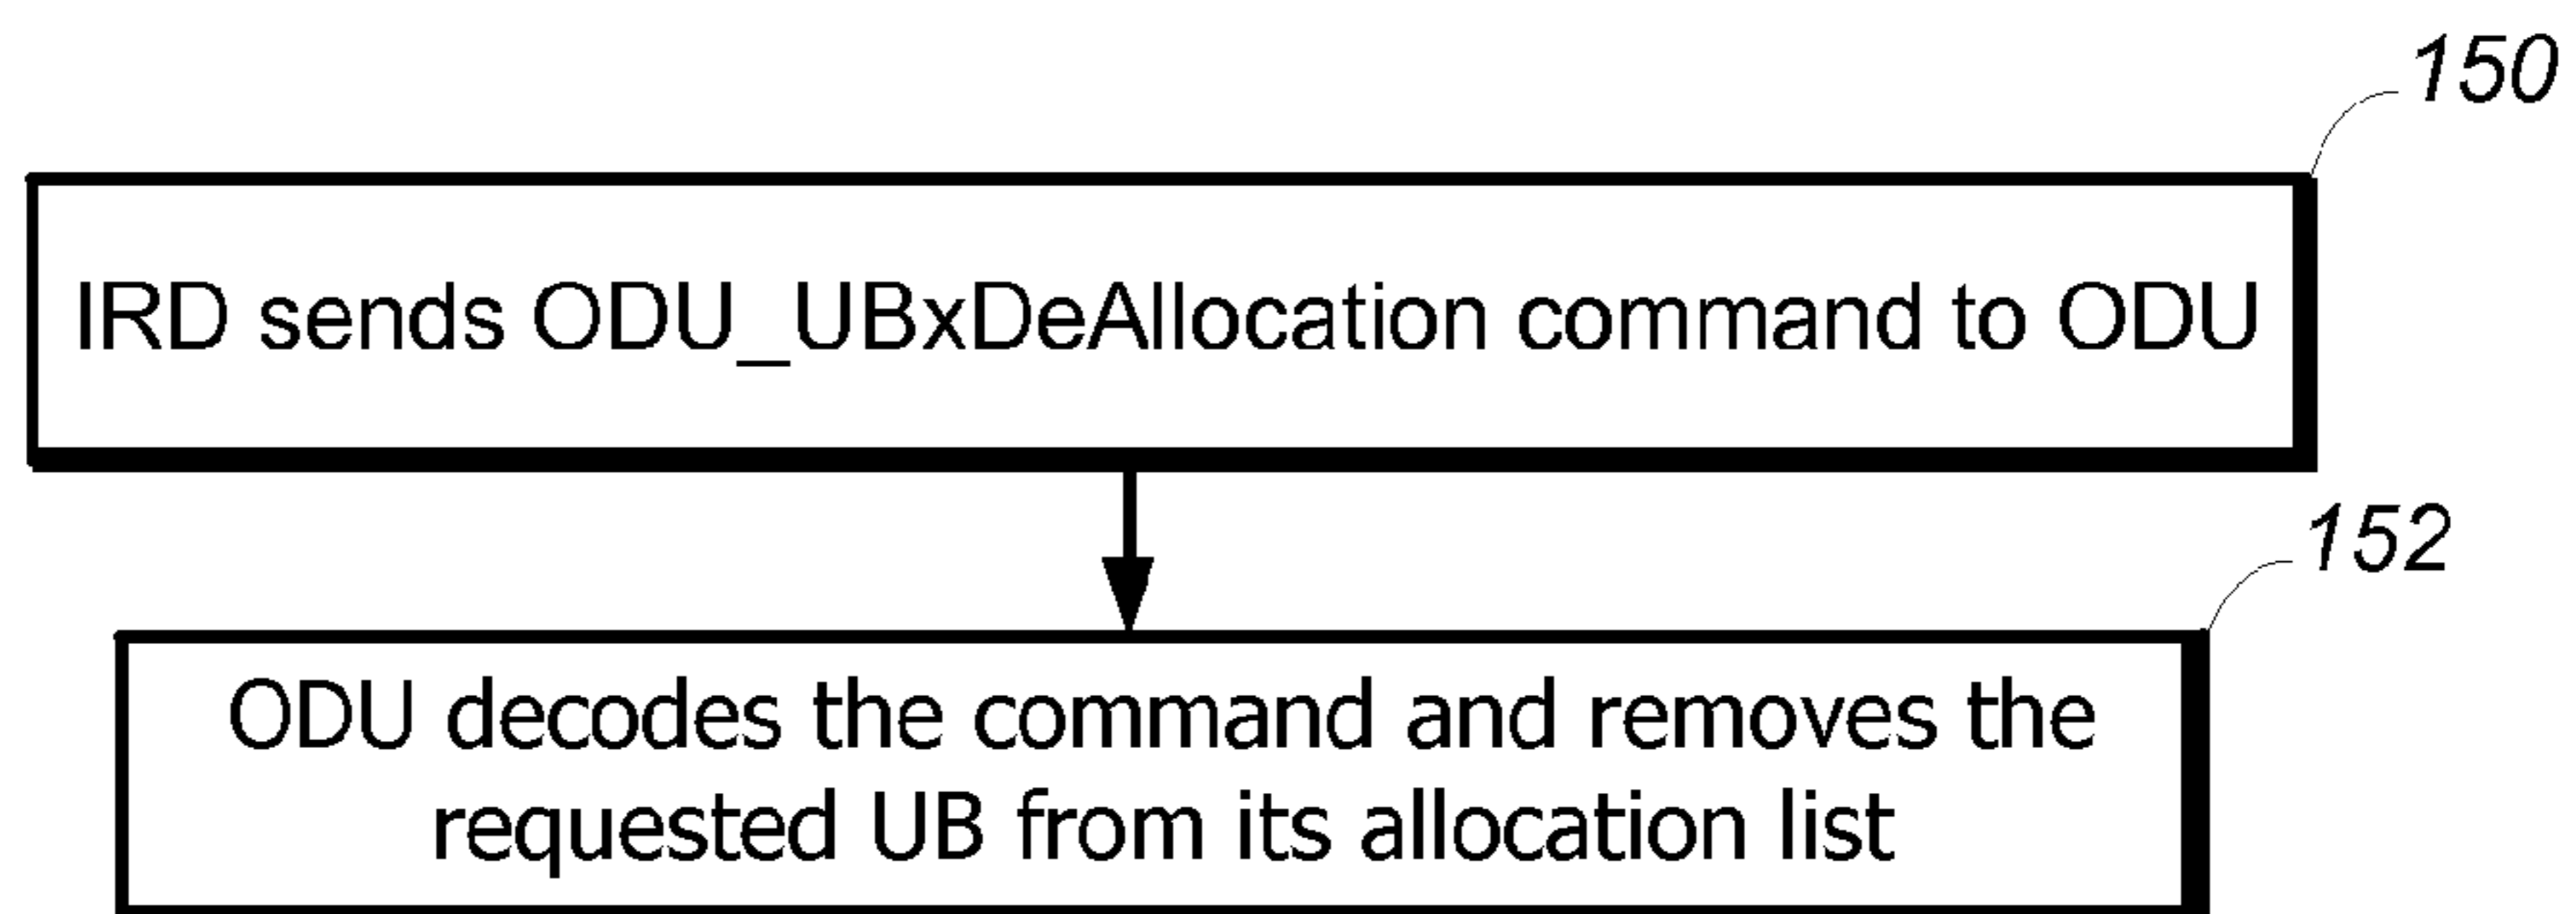 150
IRD sends ODU_UBxDeAllocation command to ODU
152
ODU decodes the command and removes the
requested UB from its allocation list